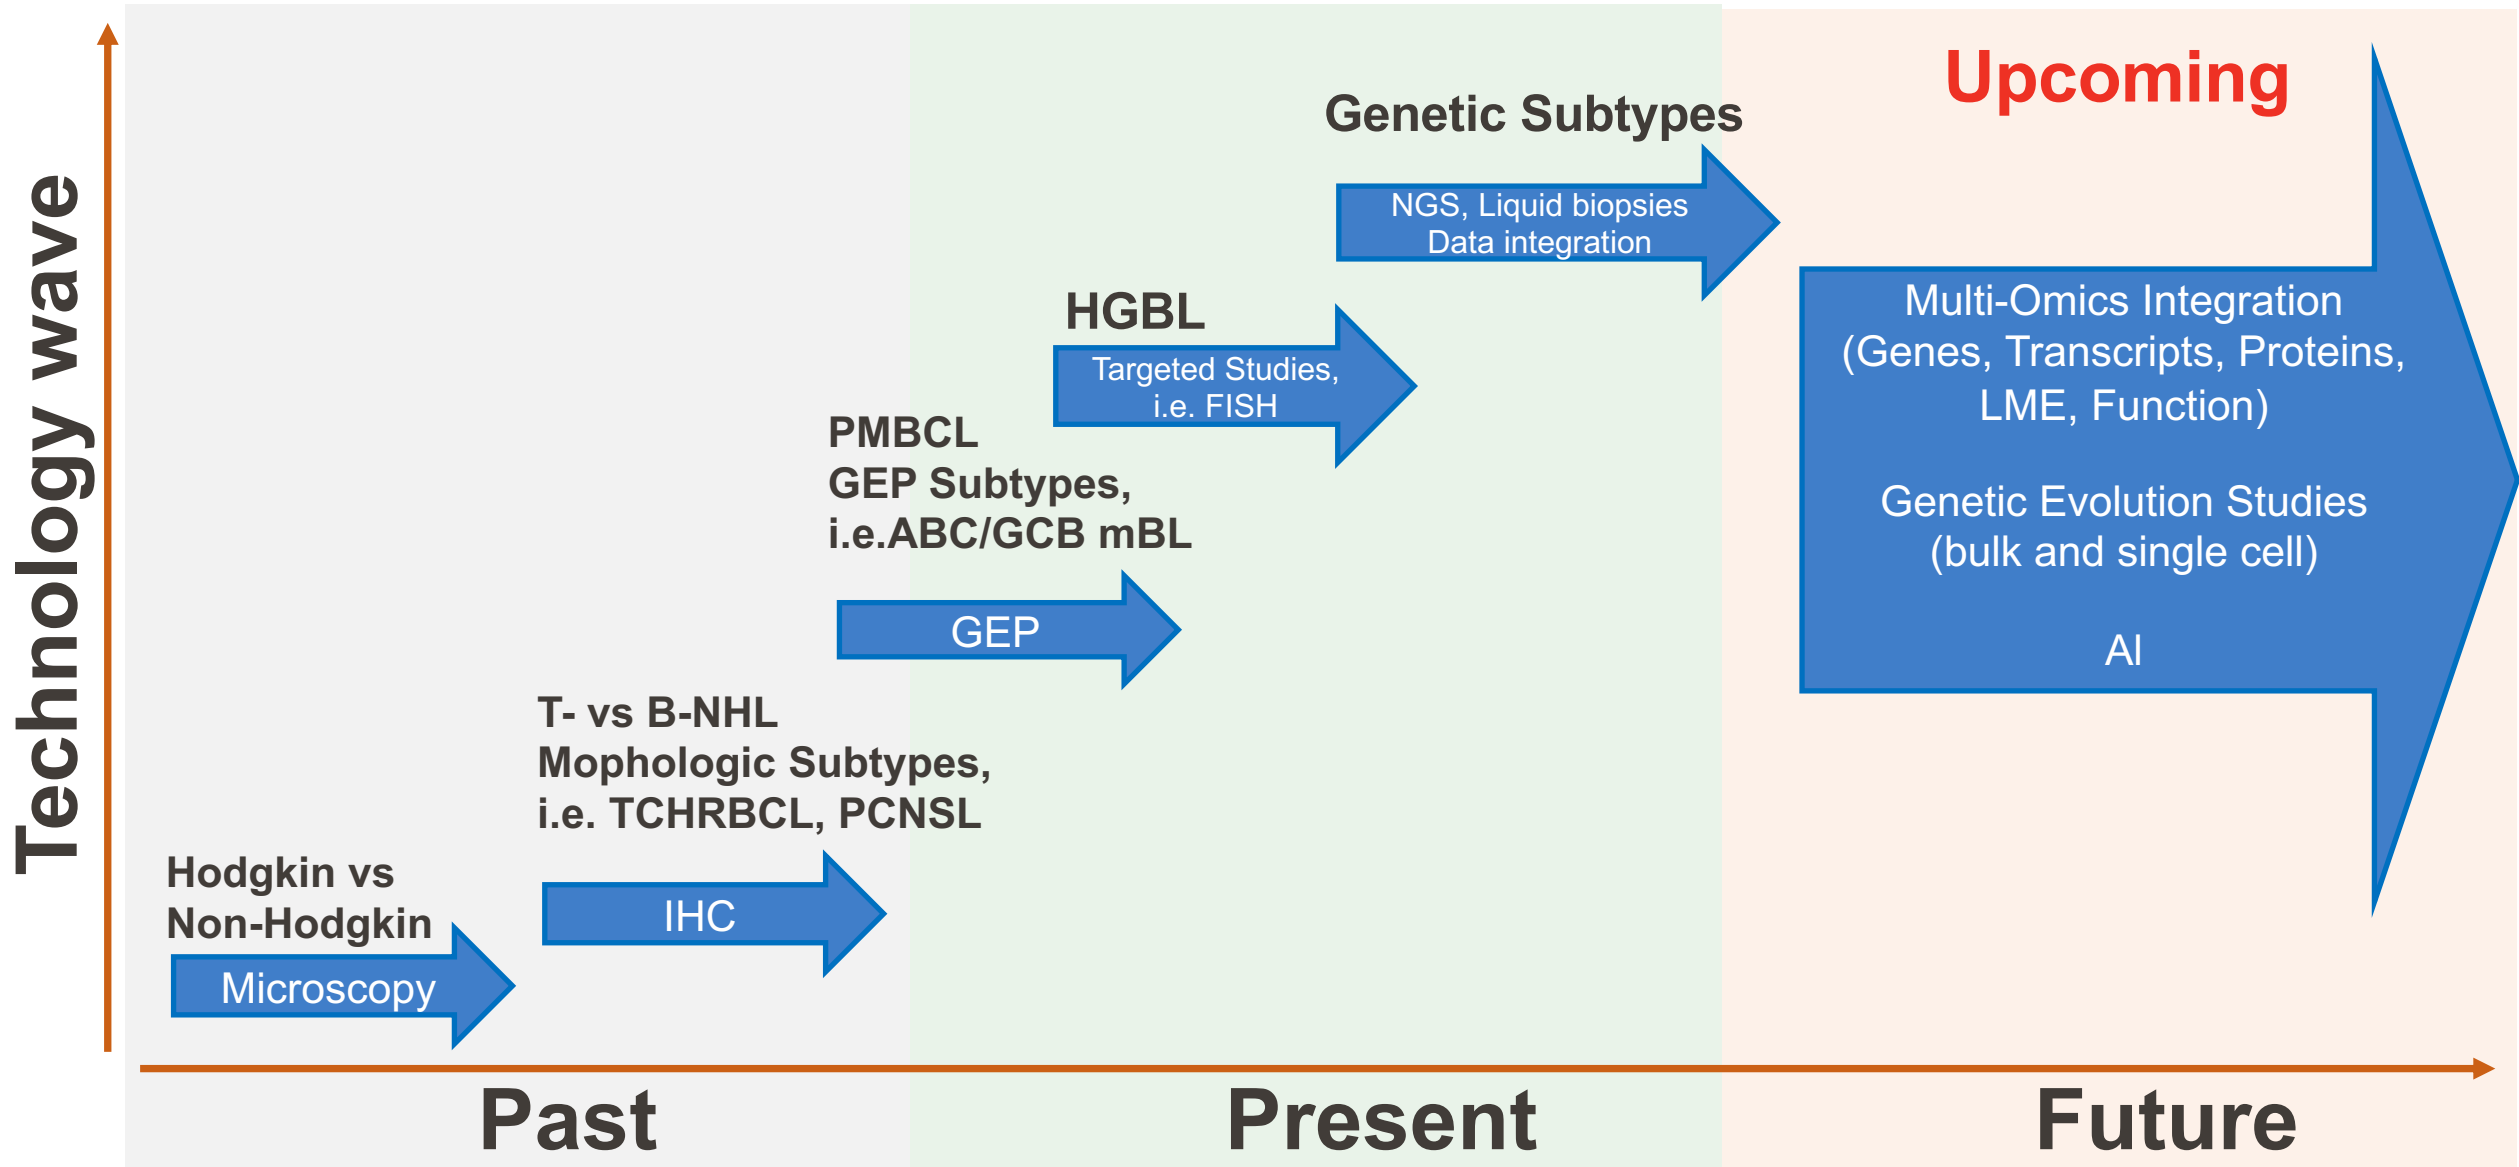 Technology wave
Upcoming
Genetic Subtypes
NGS, Liquid biopsies
Data integration
HGBL
Targeted Studies,
i.e. FISH
Multi-Omics Integration
(Genes, Transcripts, Proteins,
LME, Function)
Genetic Evolution Studies
(bulk and single cell)
AI
PMBCL
GEP Subtypes,
i.e.ABC/GCB mBL
GEP
T- vs B-NHL
Mophologic Subtypes,
i.e. TCHRBCL, PCNSL
IHC
Hodgkin vs
Non-Hodgkin
Microscopy
Past
Present
Future